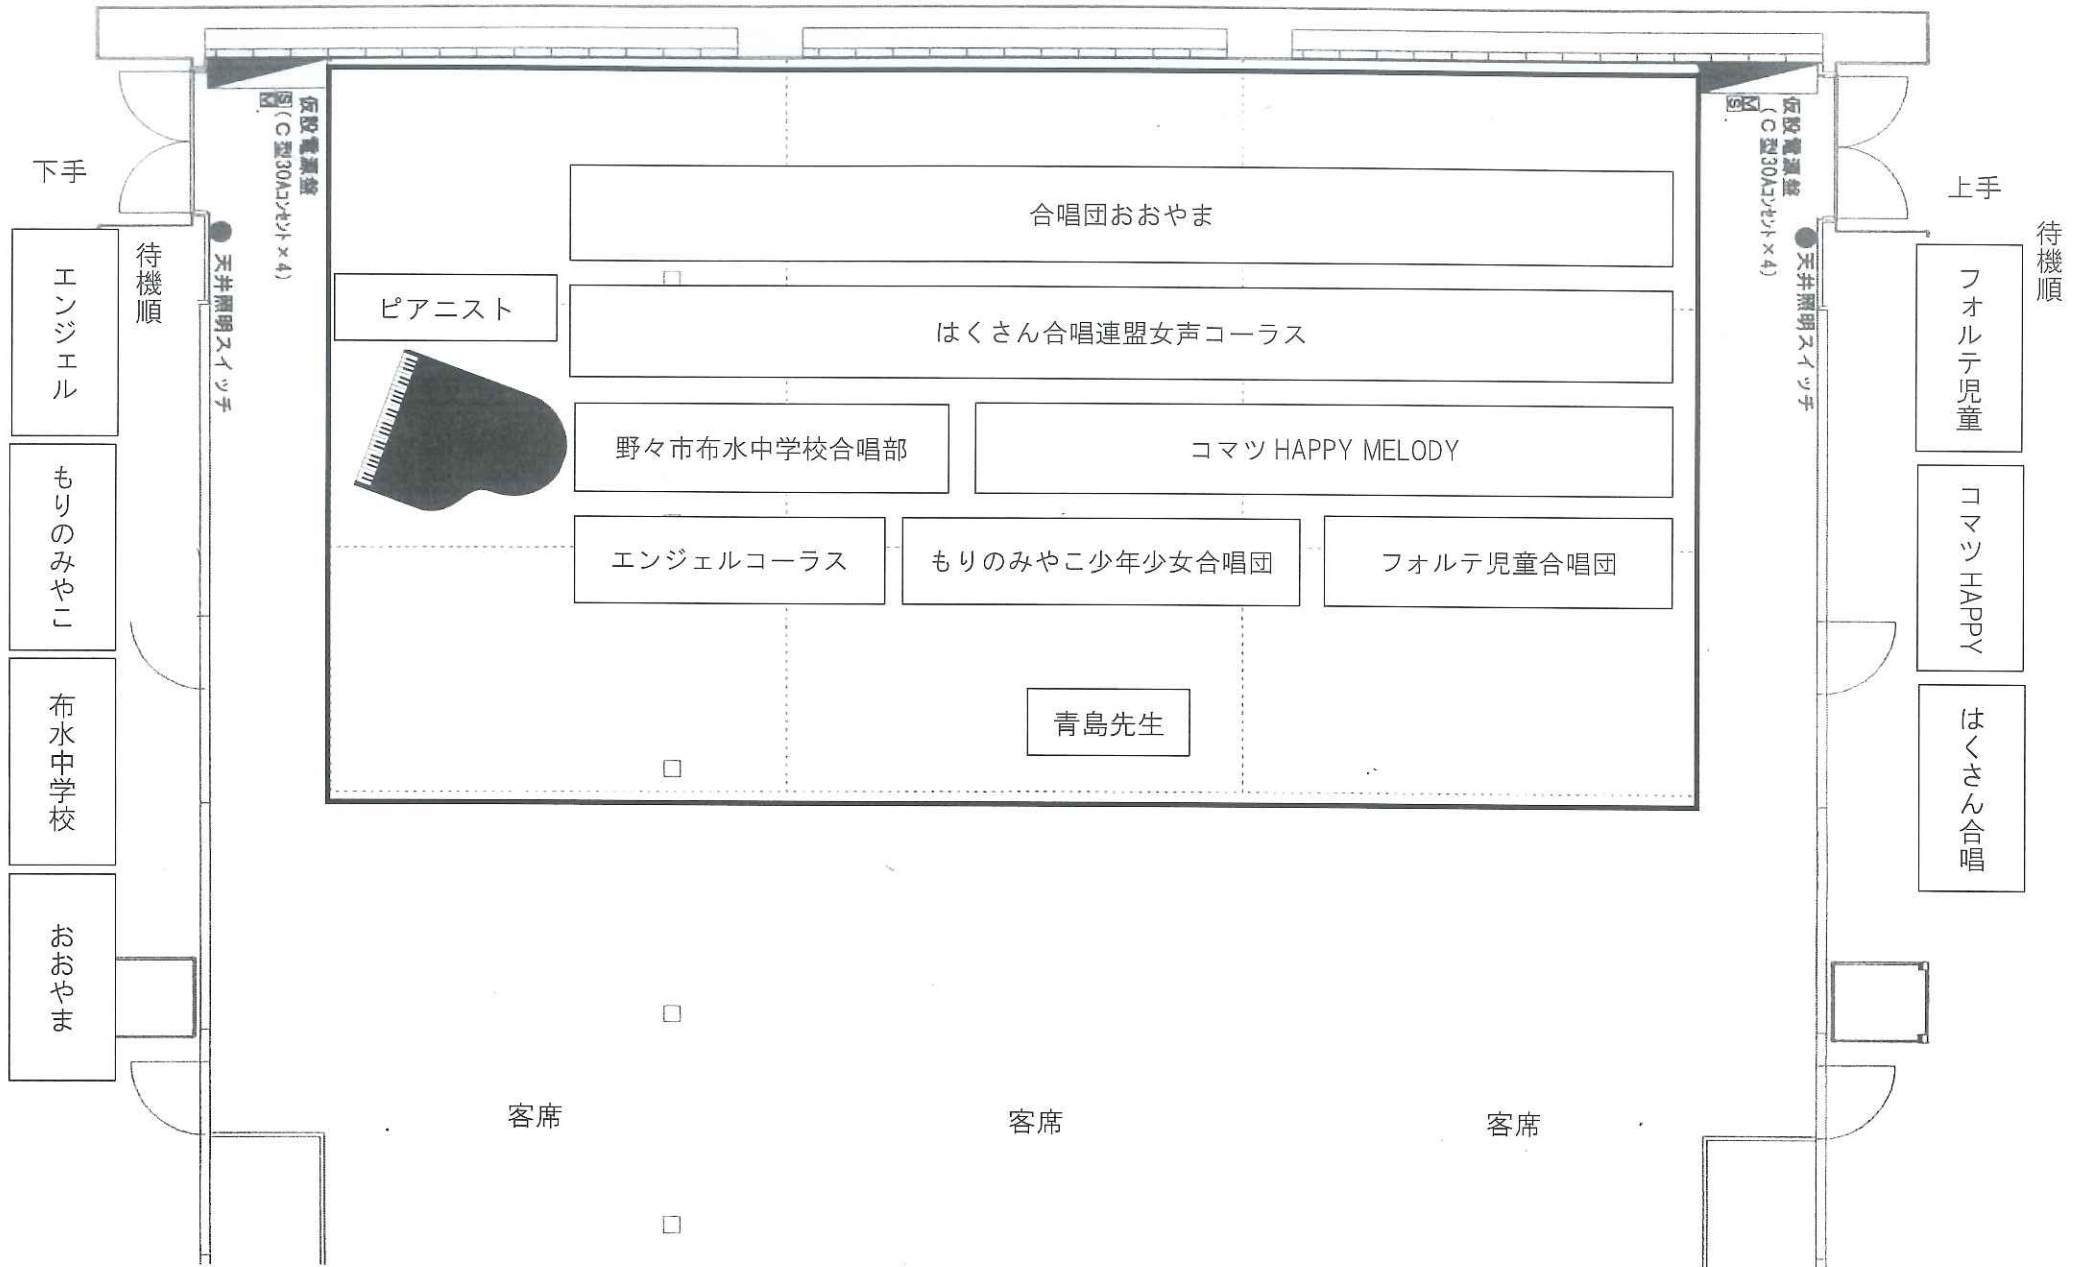 下手
待機順
エンジェル
もりのみやこ
布水中学校
おおやま
仮設電源盤
S(C型30Aコンセント×4)
M
●天井照明スイッチ
合唱団おおやま
ピアニスト
はくさん合唱連盟女声コーラス
野々市布水中学校合唱部
コマツ HAPPY MELODY
エンジェルコーラス
もりのみやこ少年少女合唱団
フォルテ児童合唱団
青島先生
仮設電源盤
M(C型30Aコンセント×4)
S
●天井照明スイッチ
上手
待機順
フォルテ児童
コマツ HAPPY
はくさん合唱
客席
客席
客席